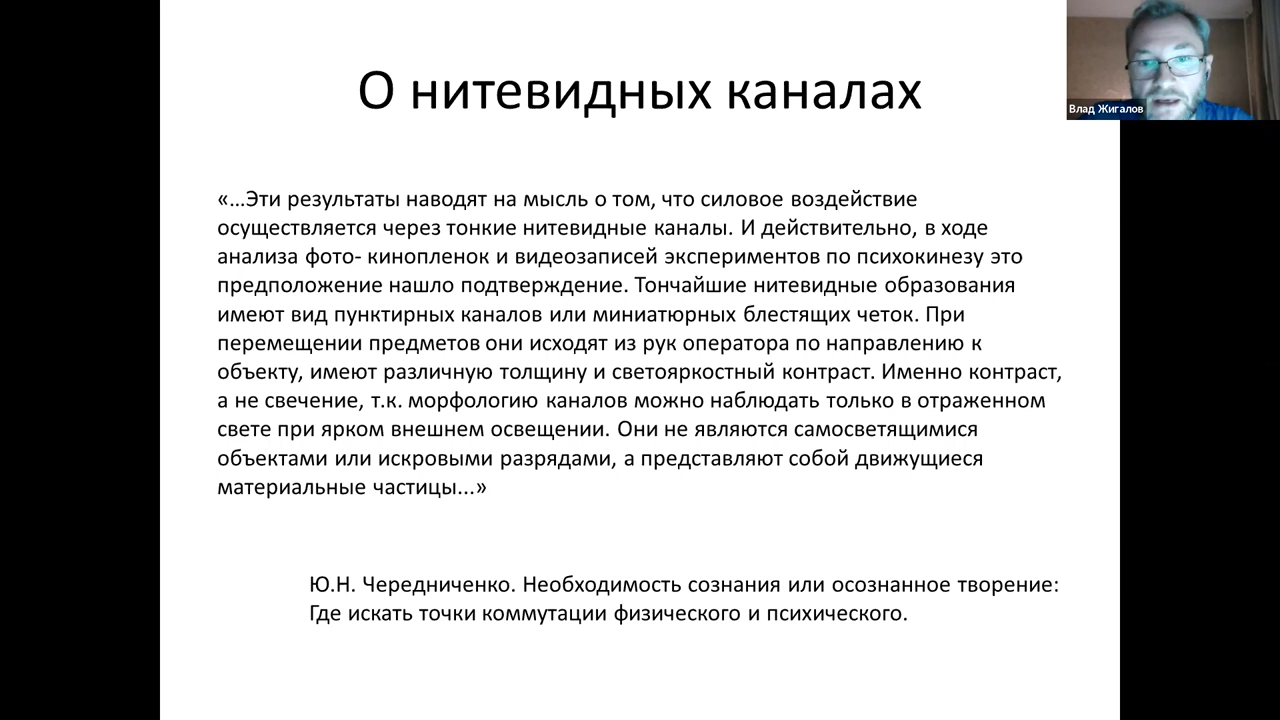 О нитевидных каналах
Влад Жигалов
«…Эти результаты наводят на мысль о том, что силовое воздействие
осуществляется через тонкие нитевидные каналы. И действительно, в ходе
анализа фото- кинопленок и видеозаписей экспериментов по психокинезу это
предположение нашло подтверждение. Тончайшие нитевидные образования
имеют вид пунктирных каналов или миниатюрных блестящих четок. При
перемещении предметов они исходят из рук оператора по направлению к
объекту, имеют различную толщину и светояркостный контраст. Именно контраст,
а не свечение, т.к. морфологию каналов можно наблюдать только в отраженном
свете при ярком внешнем освещении. Они не являются самосветящимися
объектами или искровыми разрядами, а представляют собой движущиеся
материальные частицы...»
Ю.Н. Чередниченко. Необходимость сознания или осознанное творение:
Где искать точки коммутации физического и психического.